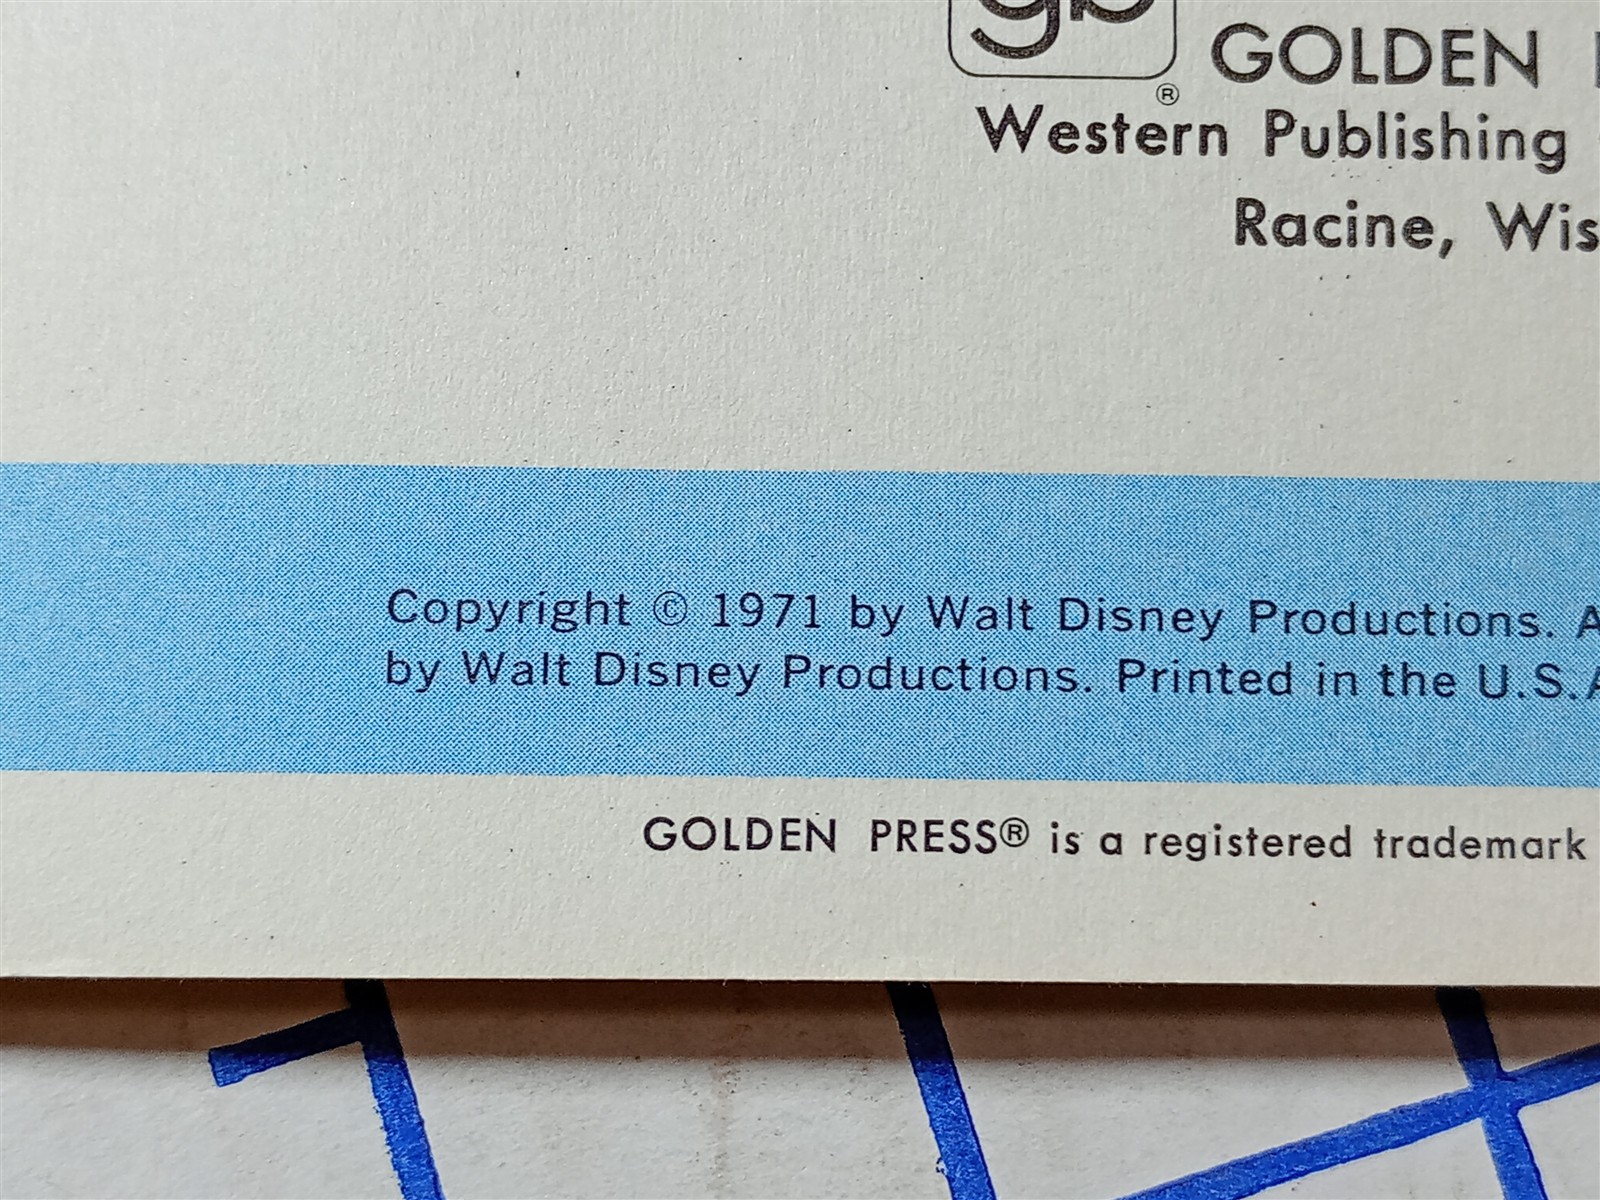 gb
® GOLDEN
Western Publishing
Racine, Wis
Copyright © 1971 by Walt Disney Productions. A
by Walt Disney Productions. Printed in the U.S.A
GOLDEN PRESS® is a registered trademark